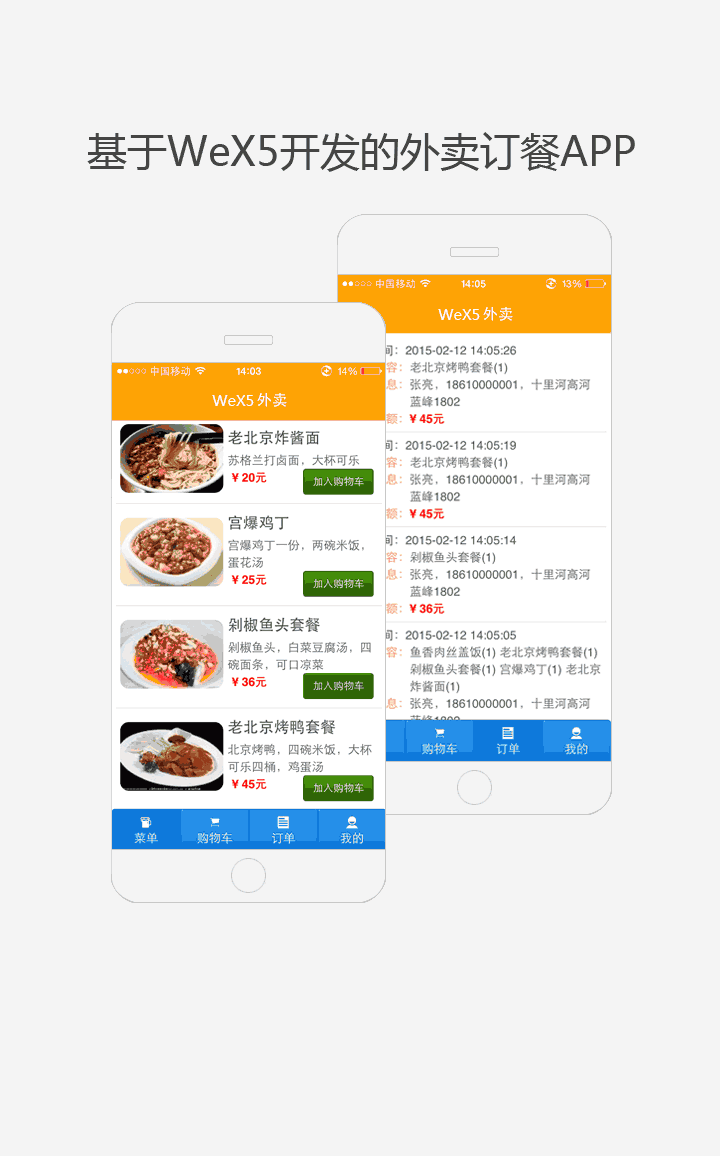 基于WeX5开发的外卖订餐APP
中国移动 14:03 14%
WeX5 外卖
老北京炸酱面
苏格兰打卤面，大杯可乐
¥ 20元
加入购物车
宫爆鸡丁
宫爆鸡丁一份，两碗米饭，
蛋花汤
¥ 25元
加入购物车
剁椒鱼头套餐
剁椒鱼头，白菜豆腐汤，四
碗面条，可口凉菜
¥ 36元
加入购物车
老北京烤鸭套餐
北京烤鸭，四碗米饭，大杯
可乐四桶，鸡蛋汤
¥ 45元
加入购物车
菜单 购物车 订单 我的
中国移动 14:05 13%
WeX5 外卖
间：2015-02-12 14:05:26
容：老北京烤鸭套餐(1)
息：张亮，18610000001，十里河高河
蓝峰1802
额：¥ 45元
间：2015-02-12 14:05:19
容：老北京烤鸭套餐(1)
息：张亮，18610000001，十里河高河
蓝峰1802
额：¥ 45元
间：2015-02-12 14:05:14
容：剁椒鱼头套餐(1)
息：张亮，18610000001，十里河高河
蓝峰1802
额：¥ 36元
间：2015-02-12 14:05:05
容：鱼香肉丝盖饭(1) 老北京烤鸭套餐(1)
剁椒鱼头套餐(1) 宫爆鸡丁(1) 老北京
炸酱面(1)
息：张亮，18610000001，十里河高河
蓝峰1802
购物车 订单 我的